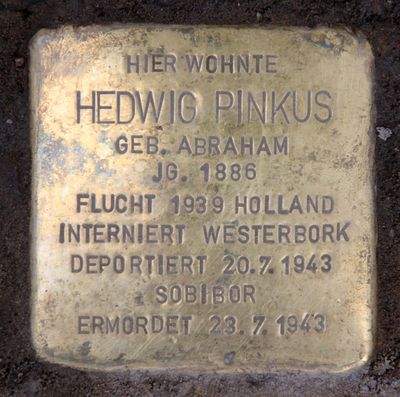 HIER WOHNTE
HEDWIG PINKUS
GEB. ABRAHAM
JG. 1886
FLUCHT 1939 HOLLAND
INTERNIERT WESTERBORK
DEPORTIERT 20.7.1943
SOBIBOR
ERMORDET 23.7.1943